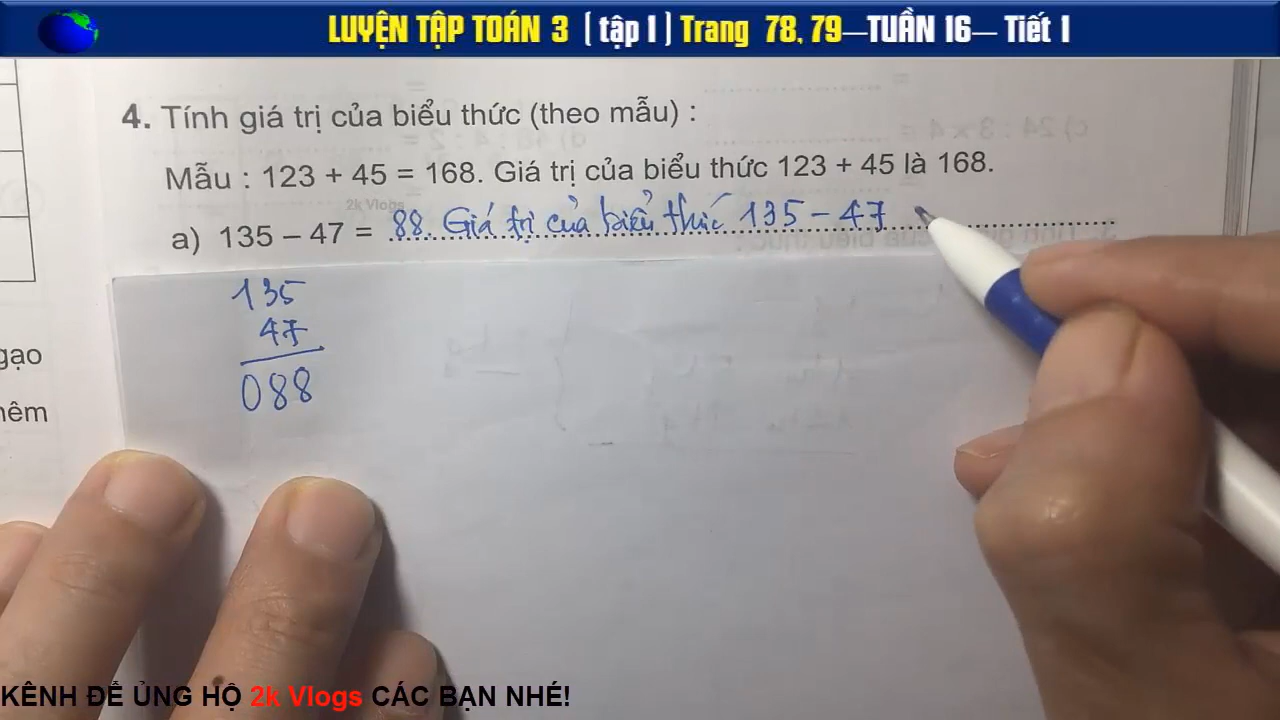 LUYỆN TẬP TOÁN 3 ( tập 1 ) Trang 78, 79—TUẦN 16— Tiết 1
4. Tính giá trị của biểu thức (theo mẫu) :
Mẫu : 123 + 45 = 168. Giá trị của biểu thức 123 + 45 là 168.
2k Vlogs
a) 135 – 47 = 88. Giá trị của biểu thức 135 – 47
135
47
088
gạo
hêm
KÊNH ĐỂ ỦNG HỘ 2k Vlogs CÁC BẠN NHÉ!